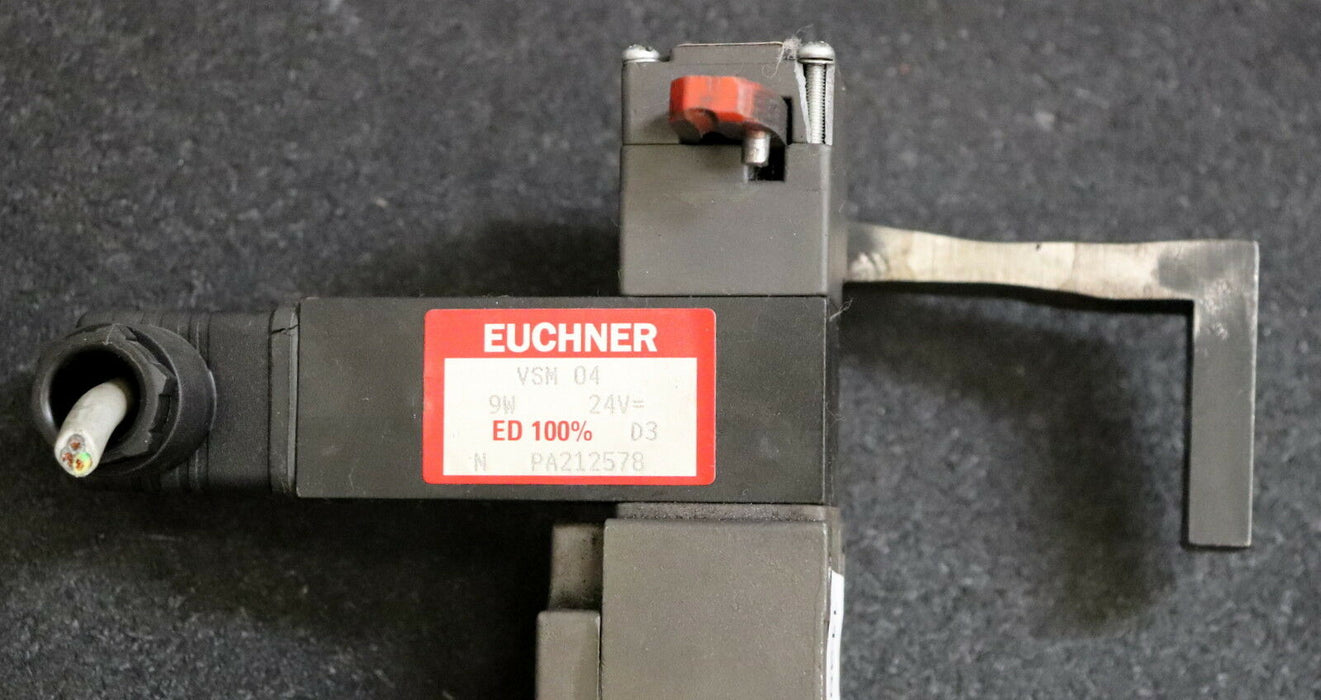 EUCHNER
VSM 04
9W 24V=
ED 100% D3
N PA212578